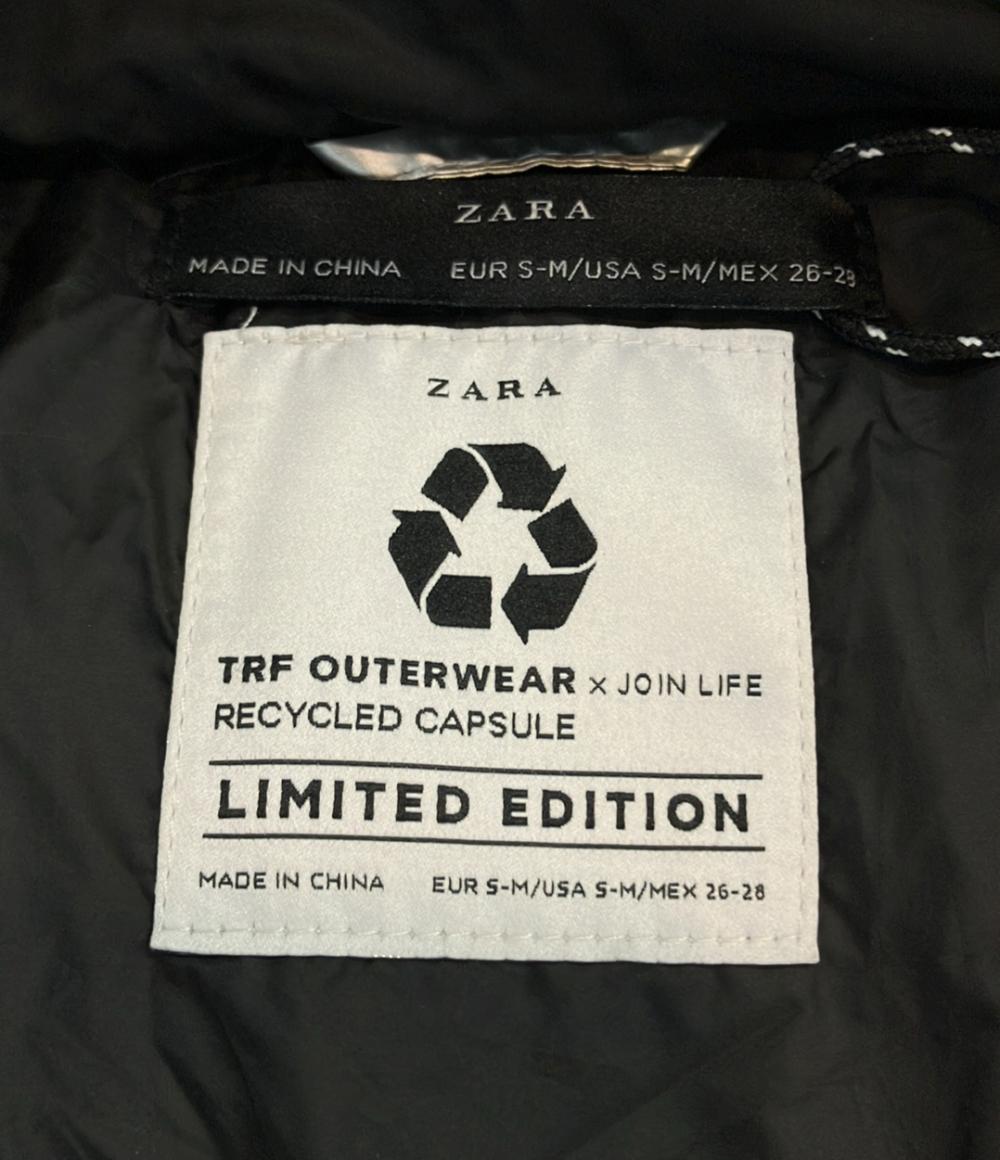 ZARA
MADE IN CHINA EUR S-M/USA S-M/MEX 26-28
ZARA
TRF OUTERWEAR x JOIN LIFE
RECYCLED CAPSULE
LIMITED EDITION
MADE IN CHINA EUR S-M/USA S-M/MEX 26-28